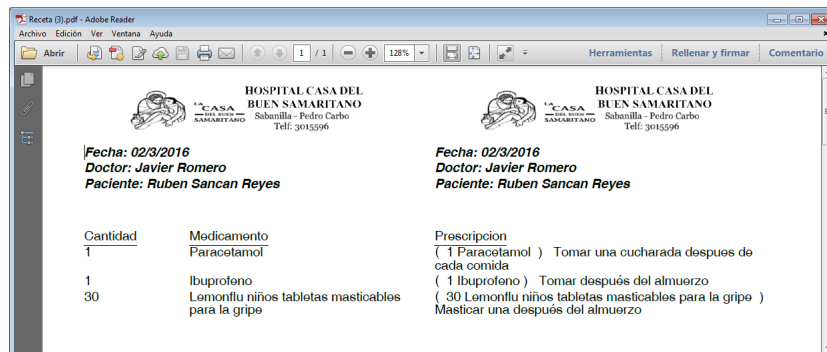 Receta (3).pdf - Adobe Reader
Archivo Edición Ver Ventana Ayuda
Abrir 1 / 1 128% Herramientas Rellenar y firmar Comentario
HOSPITAL CASA DEL
BUEN SAMARITANO
Sabanilla - Pedro Carbo
Telf: 3015596
LA CASA
DEL BUEN
SAMARITANO
Fecha: 02/3/2016
Doctor: Javier Romero
Paciente: Ruben Sancan Reyes
Cantidad Medicamento
1 Paracetamol
1 Ibuprofeno
30 Lemonflu niños tabletas masticables
para la gripe
HOSPITAL CASA DEL
BUEN SAMARITANO
Sabanilla - Pedro Carbo
Telf: 3015596
LA CASA
DEL BUEN
SAMARITANO
Fecha: 02/3/2016
Doctor: Javier Romero
Paciente: Ruben Sancan Reyes
Prescripcion
( 1 Paracetamol ) Tomar una cucharada despues de
cada comida
( 1 Ibuprofeno ) Tomar después del almuerzo
( 30 Lemonflu niños tabletas masticables para la gripe )
Masticar una después del almuerzo